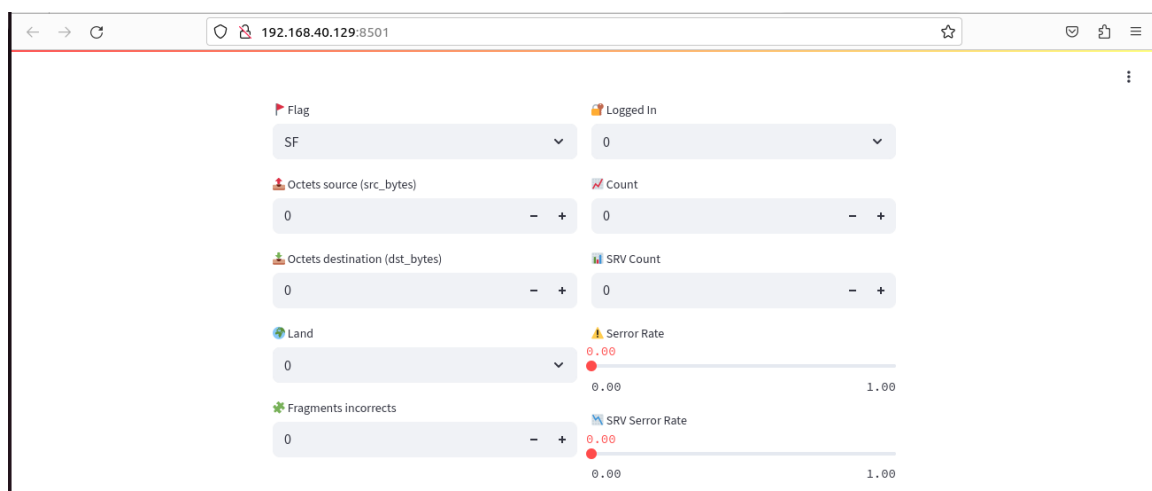 192.168.40.129:8501
Flag
SF
Octets source (src_bytes)
0
Octets destination (dst_bytes)
0
Land
0
Fragments incorrects
0
Logged In
0
Count
0
SRV Count
0
Serror Rate
0.00
0.00 1.00
SRV Serror Rate
0.00
0.00 1.00